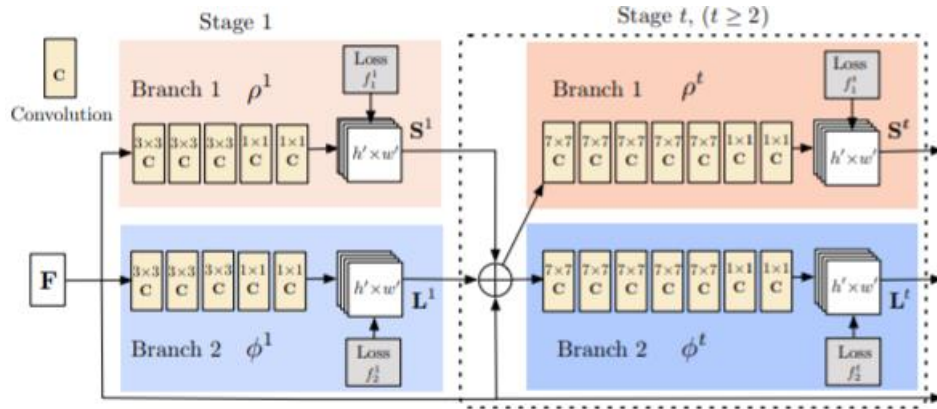 Stage 1
Stage t, (t ≥ 2)
C
Convolution
Branch 1 ρ¹
Loss
f₁¹
3×3 3×3 3×3 1×1 1×1
C C C C C
h′×w′
S¹
F
3×3 3×3 3×3 1×1 1×1
C C C C C
h′×w′
L¹
Branch 2 ϕ¹
Loss
f₂¹
Branch 1 ρᵗ
Loss
f₁ᵗ
7×7 7×7 7×7 7×7 7×7 1×1 1×1
C C C C C C C
h′×w′
Sᵗ
7×7 7×7 7×7 7×7 7×7 1×1 1×1
C C C C C C C
h′×w′
Lᵗ
Branch 2 ϕᵗ
Loss
f₂ᵗ